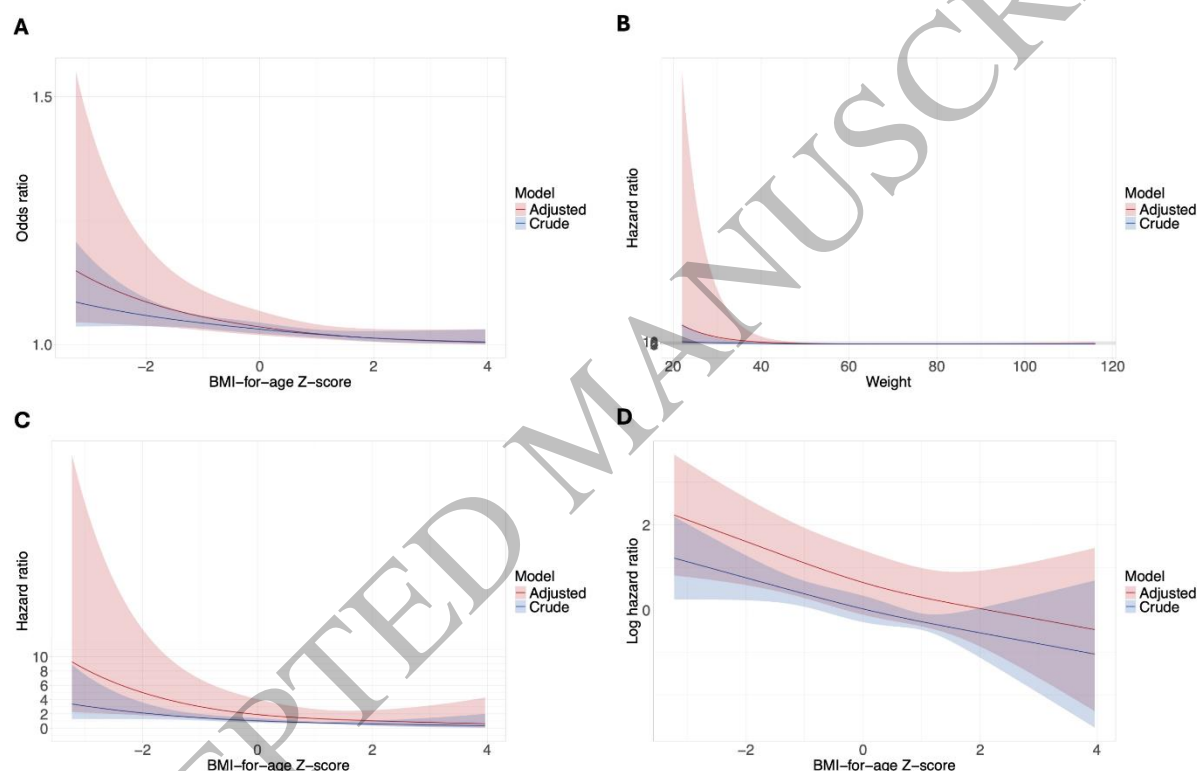 A
1.5
1.0
Odds ratio
−2 0 2 4
BMI−for−age Z−score
Model
Adjusted
Crude
B
Hazard ratio
20 40 60 80 100 120
Weight
Model
Adjusted
Crude
C
10
8
6
4
2
0
Hazard ratio
−2 0 2 4
BMI−for−age Z−score
Model
Adjusted
Crude
D
2
0
Log hazard ratio
−2 0 2 4
BMI−for−age Z−score
Model
Adjusted
Crude
PTED MANUSCR